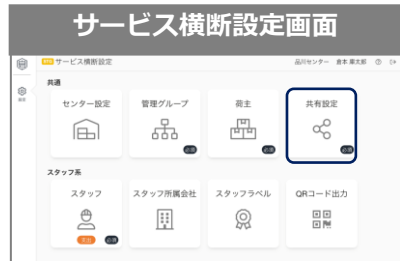 サービス横断設定画面
サービス横断設定 品川センター 倉本 章太郎
共通
センター設定 管理グループ 荷主 共有設定
必須 必須 必須
スタッフ系
スタッフ スタッフ所属会社 スタッフラベル QRコード出力
必須